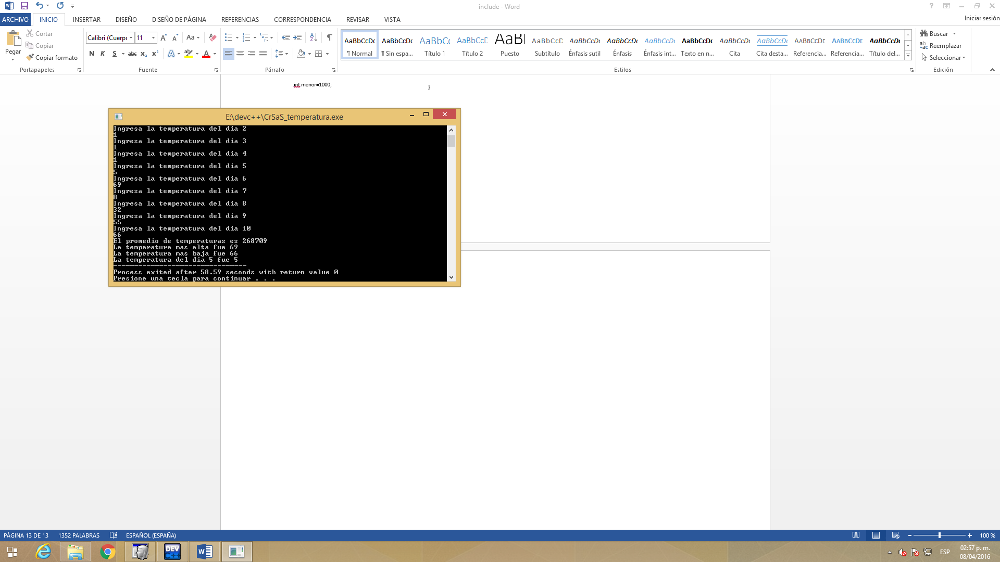 include - Word
ARCHIVO INICIO INSERTAR DISEÑO DISEÑO DE PÁGINA REFERENCIAS CORRESPONDENCIA REVISAR VISTA
Iniciar sesión
Pegar
Cortar
Copiar
Copiar formato
Portapapeles
Calibri (Cuerpo 11
Fuente
Párrafo
AaBbCcDc AaBbCcDc AaBbCc AaBbCcD AaB AaBbCcD AaBbCcDc AaBbCcDc AaBbCcDc AaBbCcDc AaBbCcDc AaBbCcDc AABBCCDE AABBCCDE AaBbCcDc
¶ Normal ¶ Sin espa... Título 1 Título 2 Puesto Subtítulo Énfasis sutil Énfasis Énfasis int... Texto en n... Cita Cita desta... Referencia... Referencia... Título del...
Estilos
Buscar
Reemplazar
Seleccionar
Edición
int menor=1000;
}
E:\devc++\CrSaS_temperatura.exe
Ingresa la temperatura del dia 2
1
Ingresa la temperatura del dia 3
1
Ingresa la temperatura del dia 4
1
Ingresa la temperatura del dia 5
5
Ingresa la temperatura del dia 6
69
Ingresa la temperatura del dia 7
8
Ingresa la temperatura del dia 8
32
Ingresa la temperatura del dia 9
55
Ingresa la temperatura del dia 10
66
El promedio de temperaturas es 268709
La temperatura mas alta fue 69
La temperatura mas baja fue 66
La temperatura del dia 5 fue 5
--------------------------------
Process exited after 58.59 seconds with return value 0
Presione una tecla para continuar . . .
PÁGINA 13 DE 13 1352 PALABRAS ESPAÑOL (ESPAÑA)
100 %
DEV C++
ESP
02:57 p. m.
08/04/2016